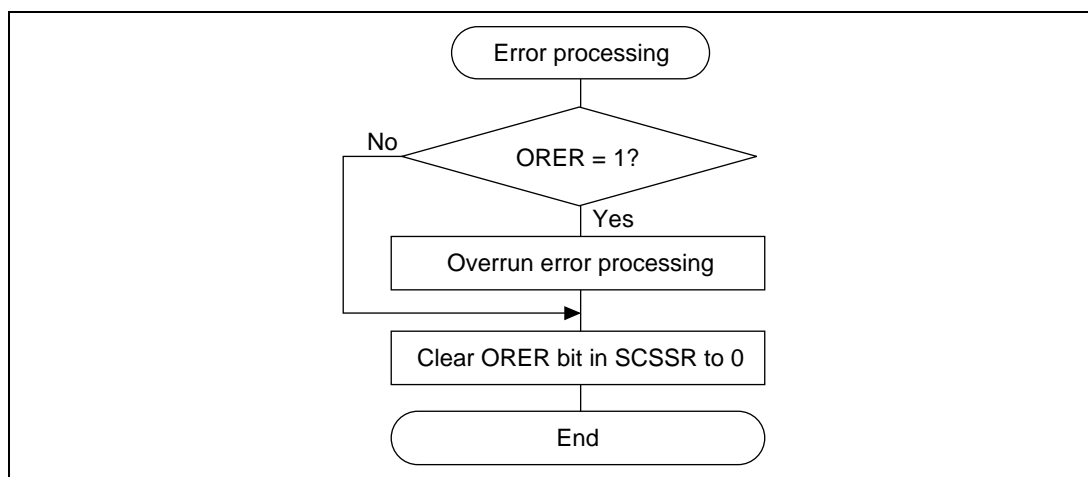 Error processing
No
ORER = 1?
Yes
Overrun error processing
Clear ORER bit in SCSSR to 0
End